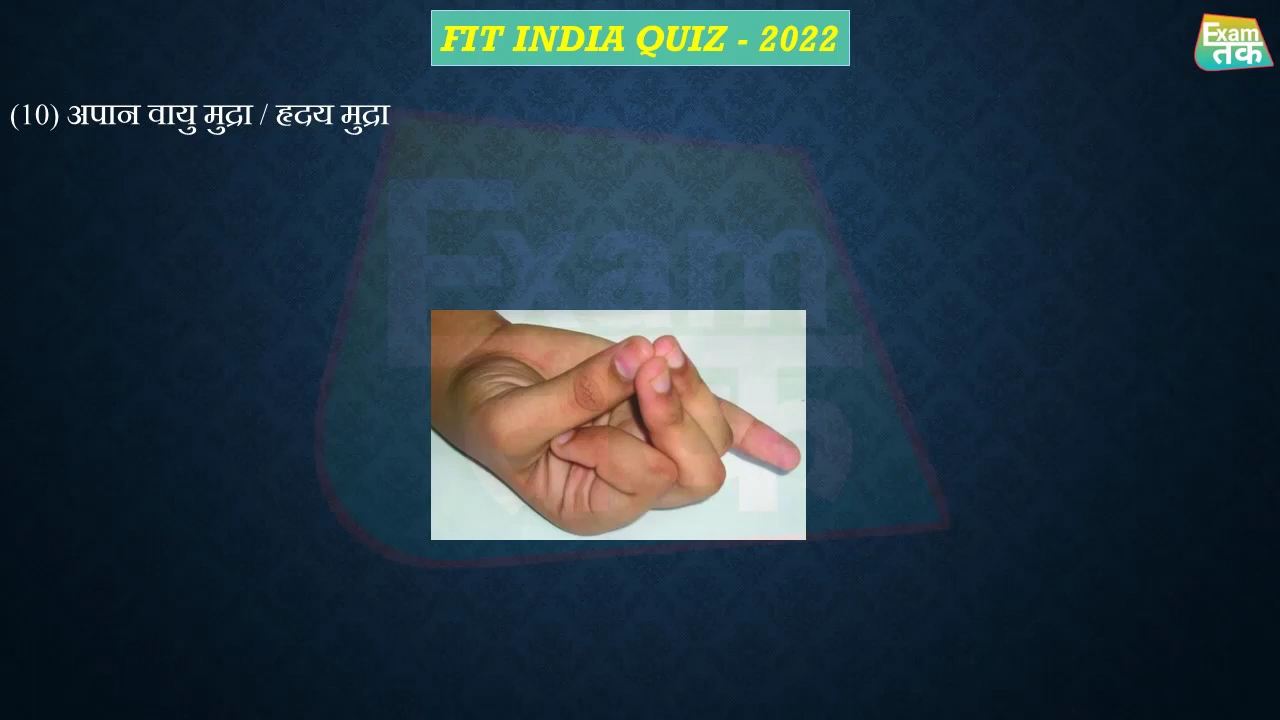 FIT INDIA QUIZ - 2022
Exam
तक
(10) अपान वायु मुद्रा / हृदय मुद्रा